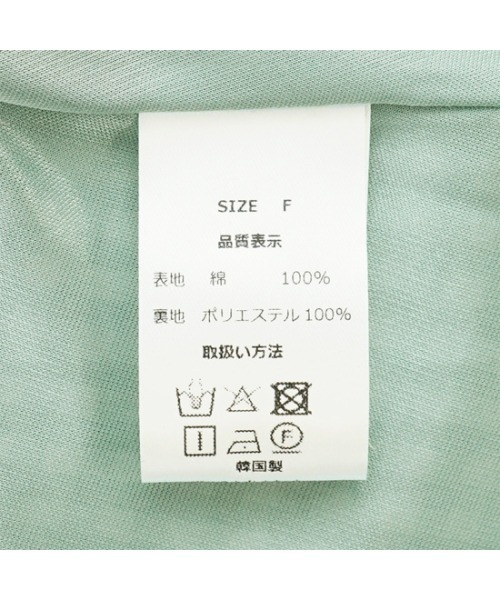 SIZE F
品質表示
表地 綿 100%
裏地 ポリエステル 100%
取扱い方法
F
韓国製